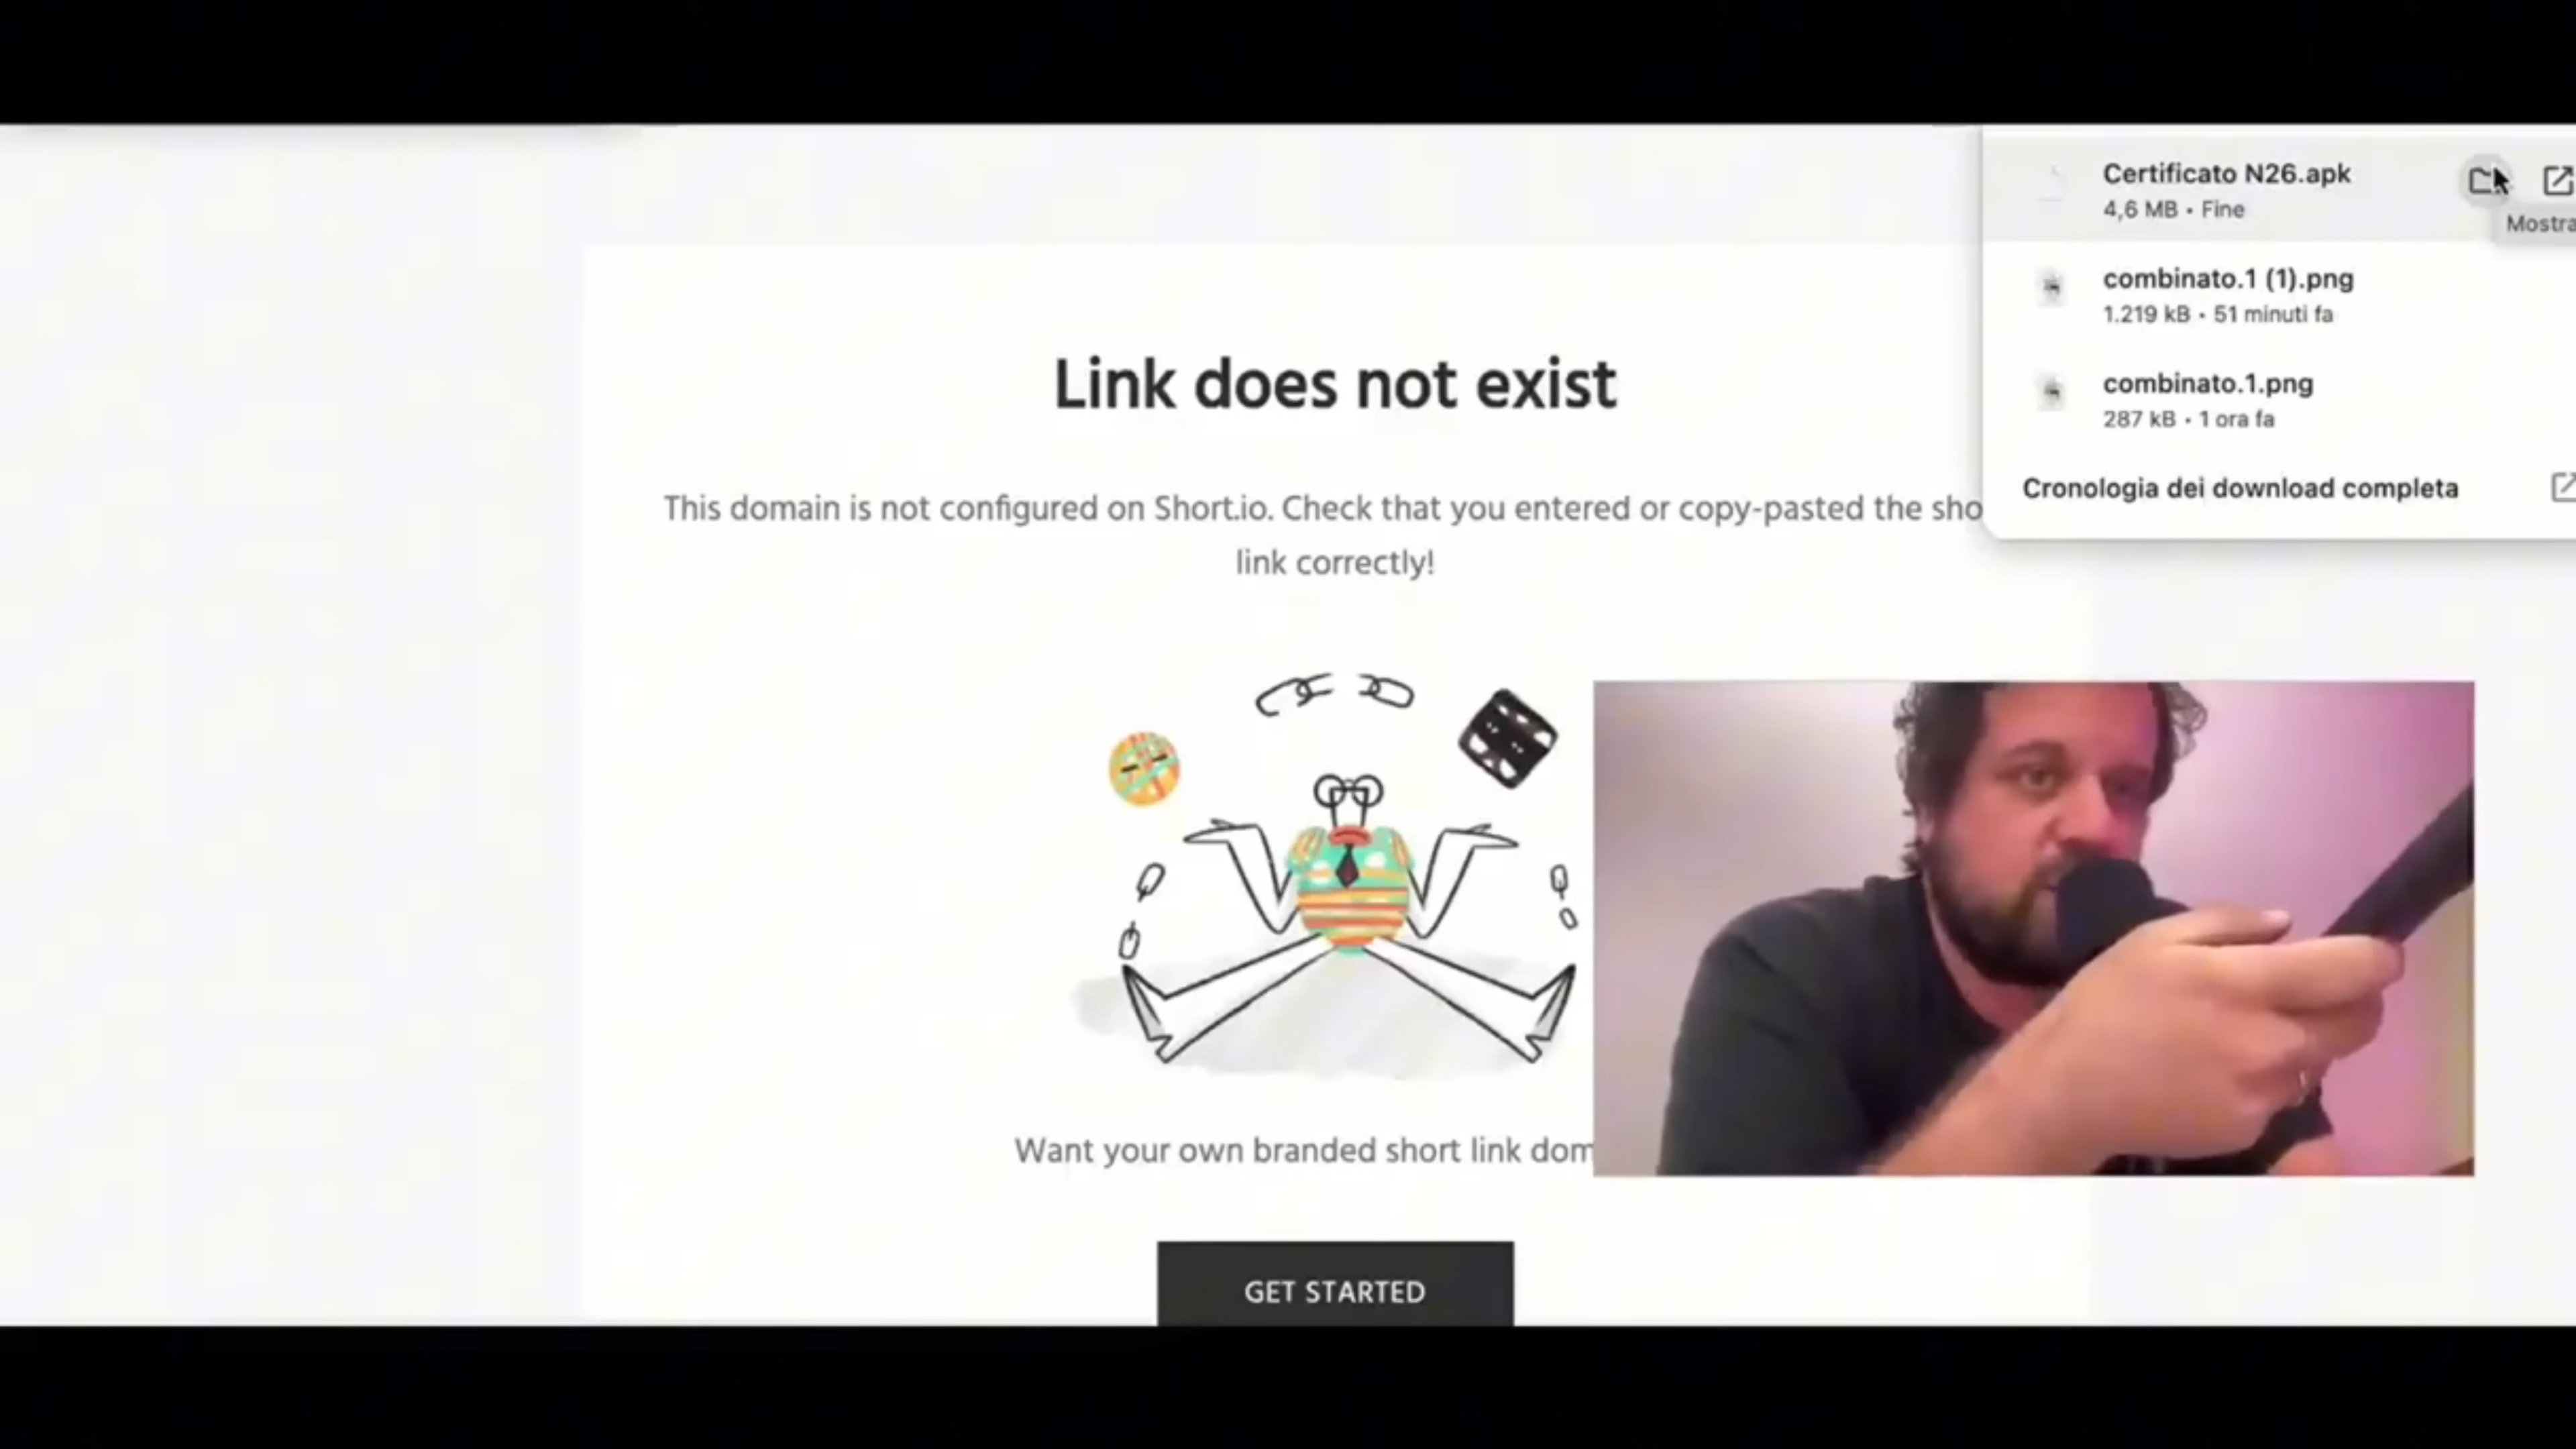 Certificato N26.apk
4,6 MB • Fine
Mostra
combinato.1 (1).png
1.219 kB • 51 minuti fa
combinato.1.png
287 kB • 1 ora fa
Cronologia dei download completa
Link does not exist
This domain is not configured on Short.io. Check that you entered or copy-pasted the sho
link correctly!
Want your own branded short link dom
GET STARTED